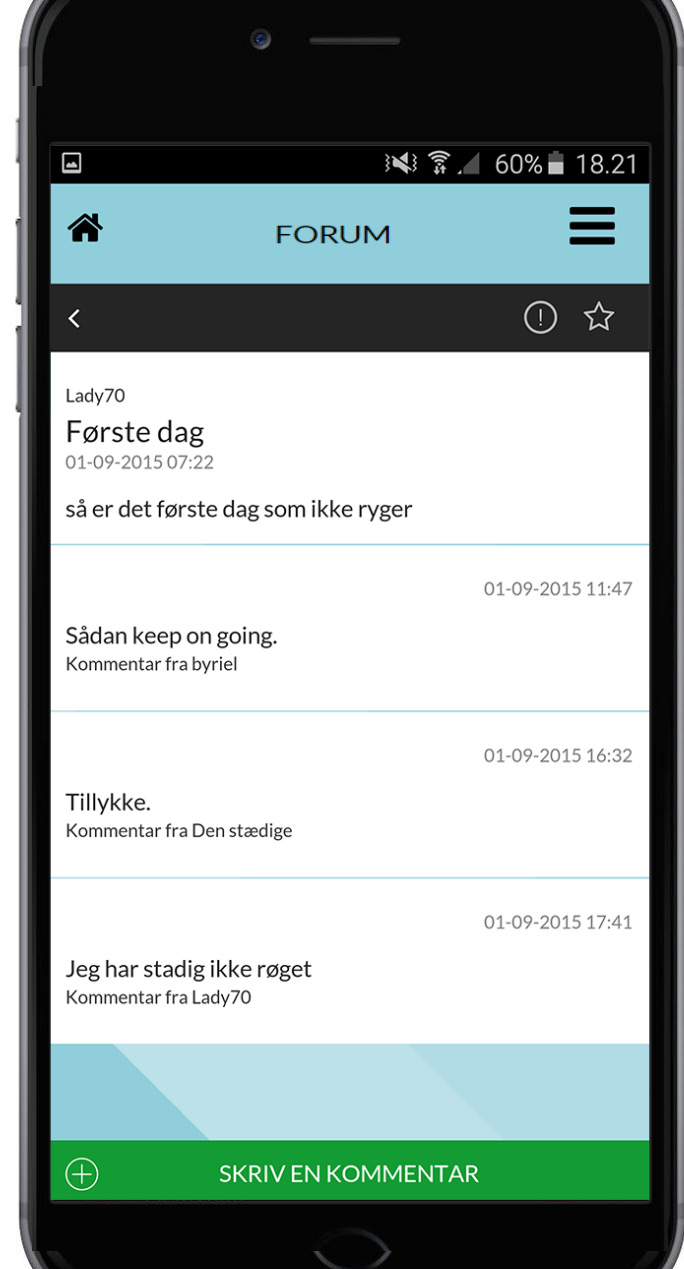 60% 18.21
FORUM
Lady70
Første dag
01-09-2015 07:22
så er det første dag som ikke ryger
01-09-2015 11:47
Sådan keep on going.
Kommentar fra byriel
01-09-2015 16:32
Tillykke.
Kommentar fra Den stædige
01-09-2015 17:41
Jeg har stadig ikke røget
Kommentar fra Lady70
SKRIV EN KOMMENTAR